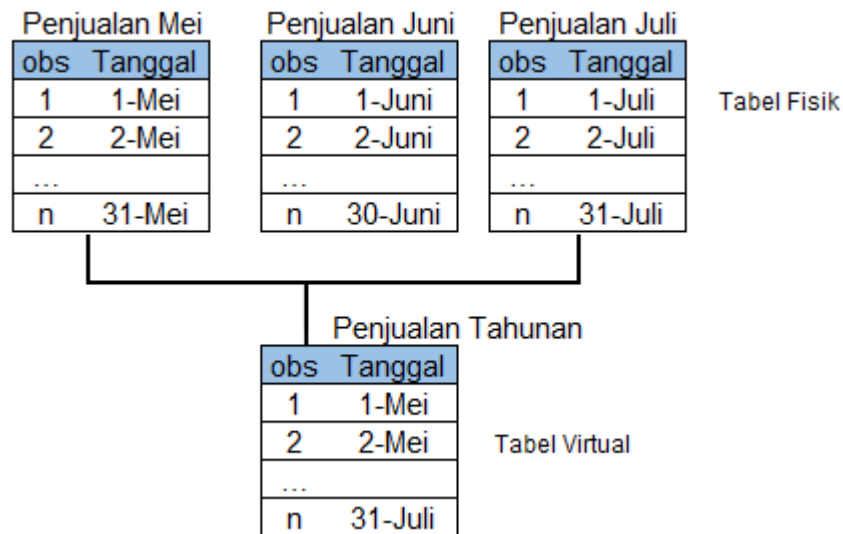 Penjualan Mei
obs Tanggal
1 1-Mei
2 2-Mei
...
n 31-Mei
Penjualan Juni
obs Tanggal
1 1-Juni
2 2-Juni
...
n 30-Juni
Penjualan Juli
obs Tanggal
1 1-Juli
2 2-Juli
...
n 31-Juli
Tabel Fisik
Penjualan Tahunan
obs Tanggal
1 1-Mei
2 2-Mei
...
n 31-Juli
Tabel Virtual